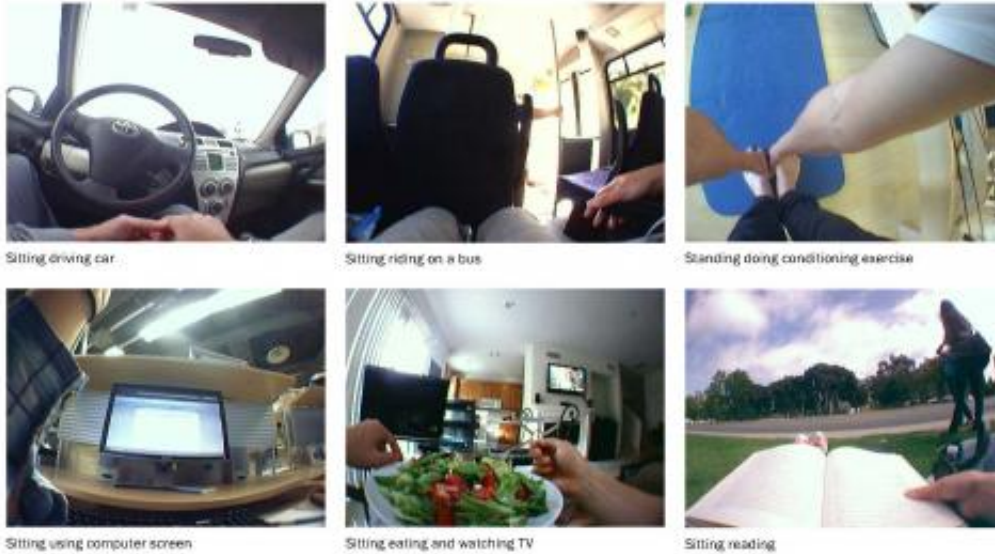 Sitting driving car
Sitting riding on a bus
Standing doing conditioning exercise
Sitting using computer screen
Sitting eating and watching TV
Sitting reading